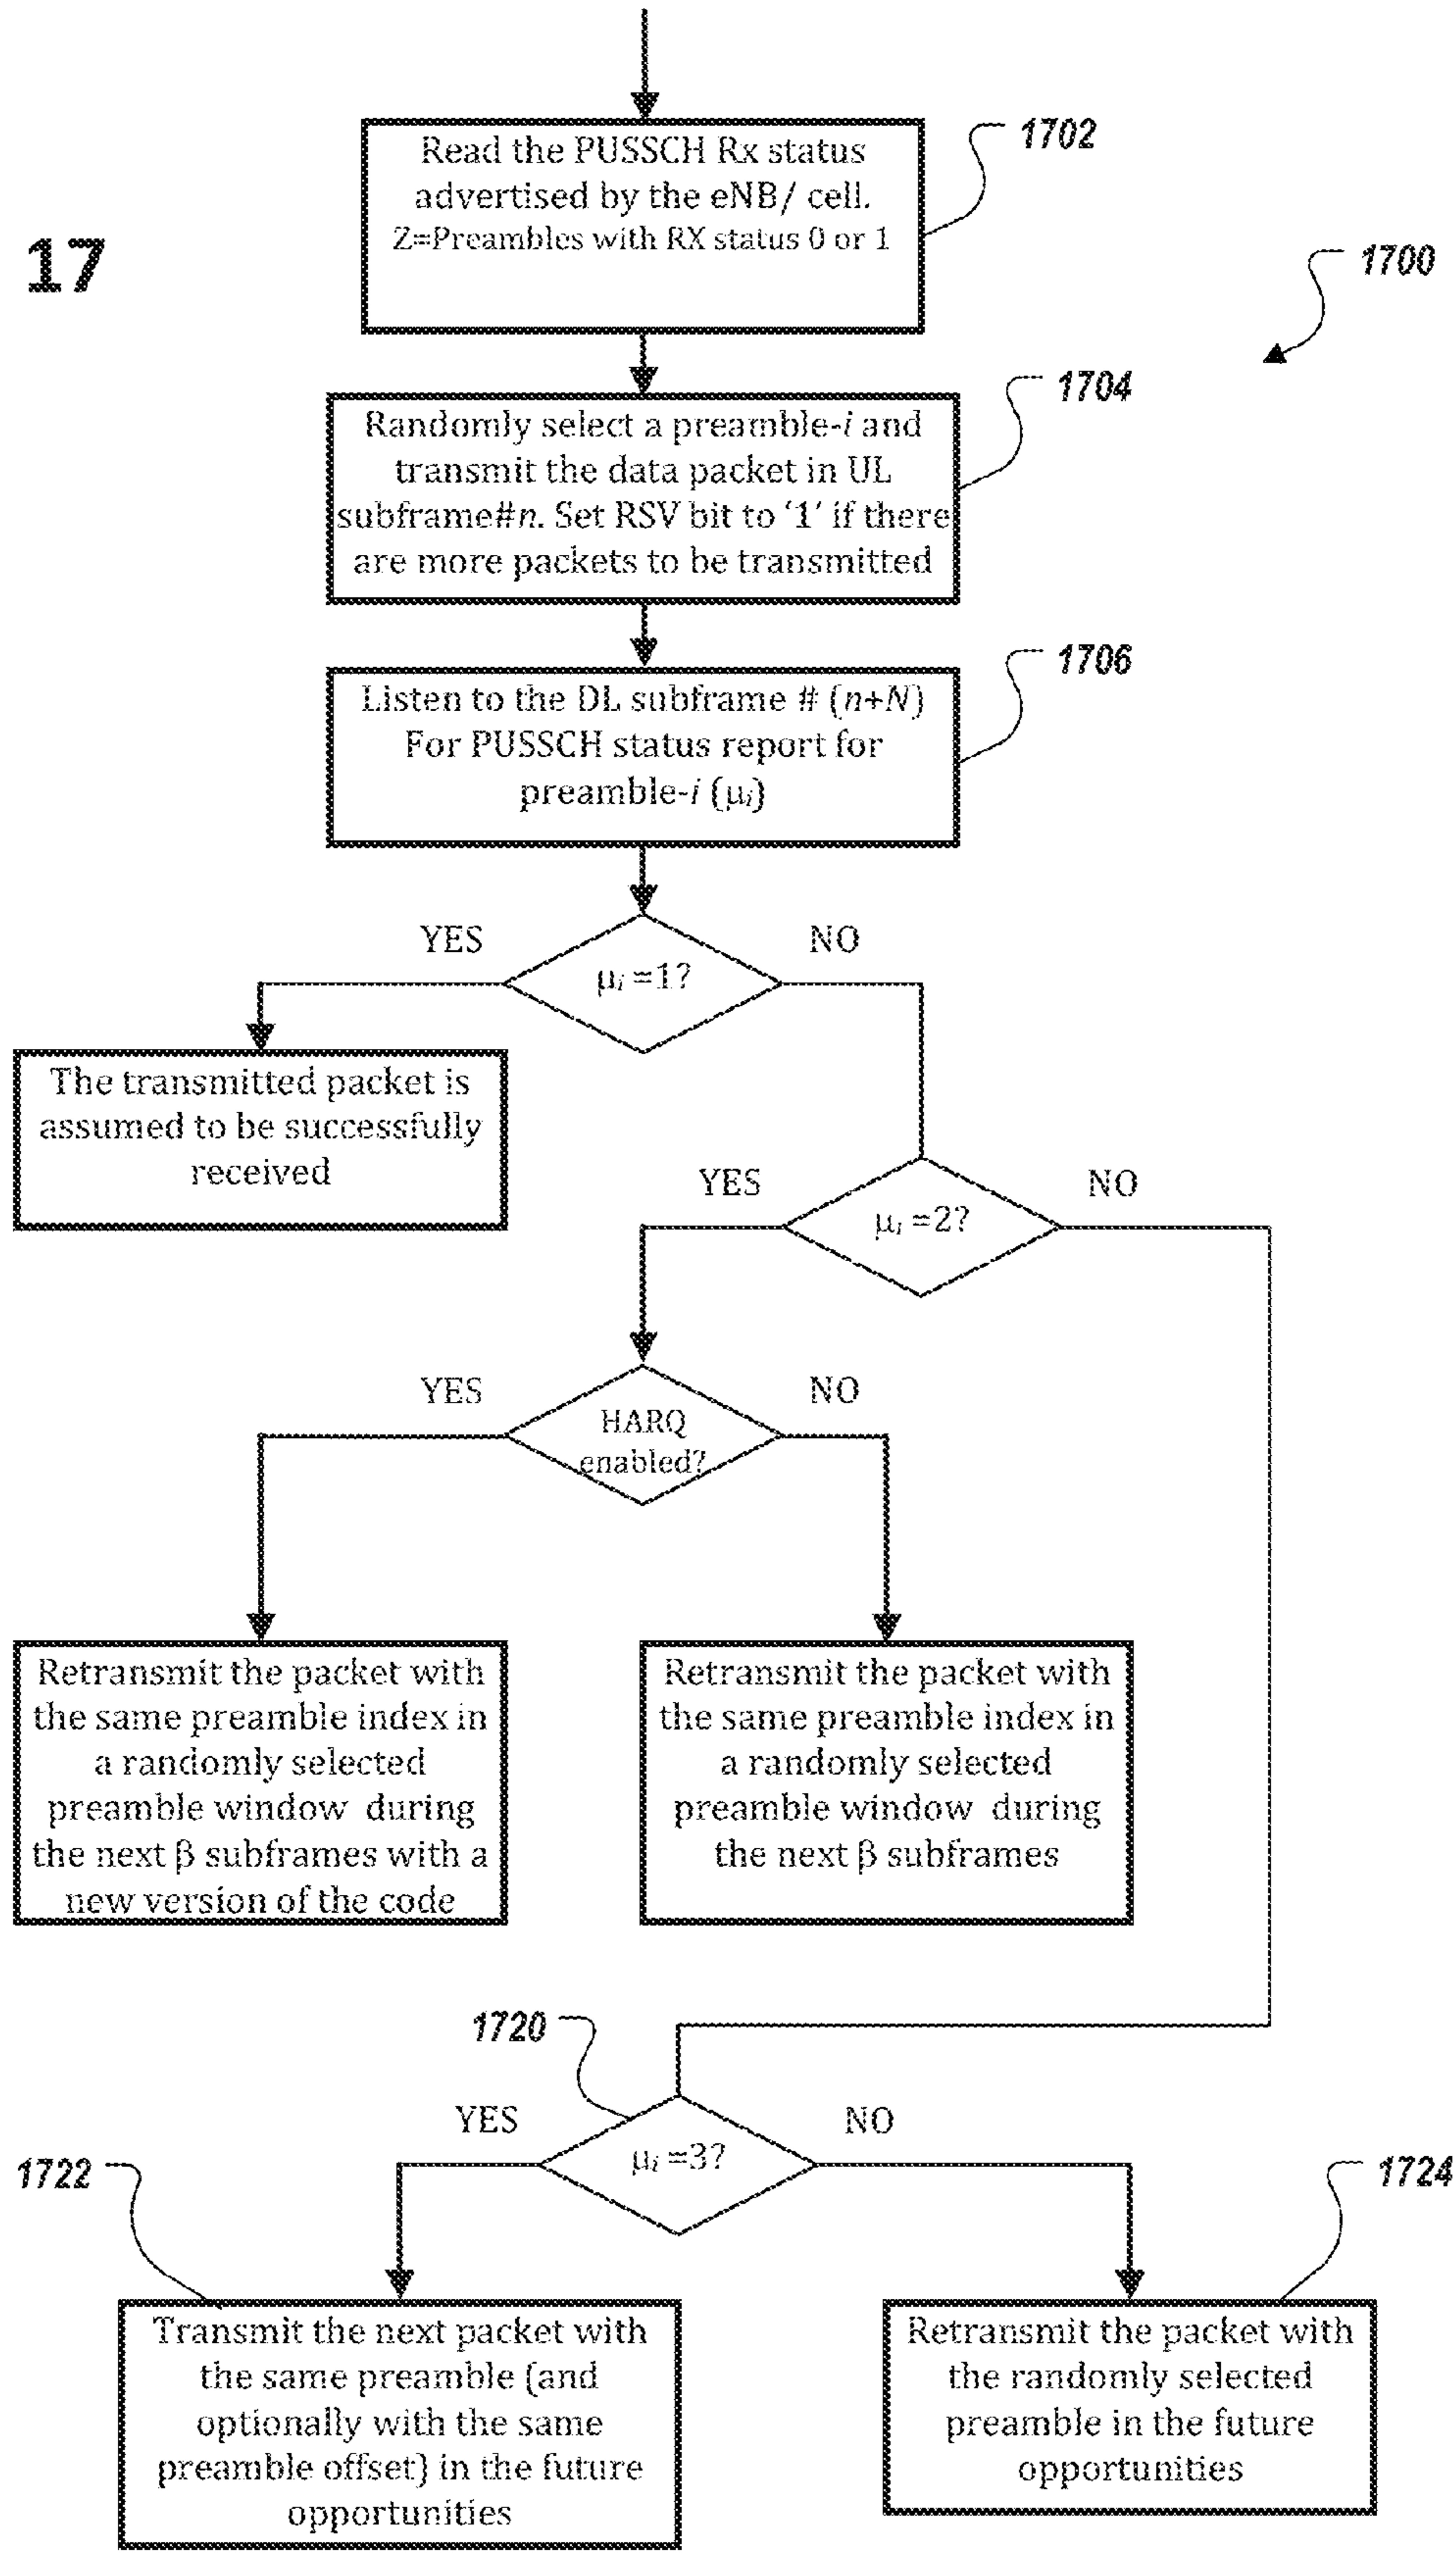 Read the PUSSCH Rx status
advertised by the eNB/ cell.
Z=Preambles with RX status 0 or 1
1702
17
1700
Randomly select a preamble-i and
transmit the data packet in UL
subframe#n. Set RSV bit to ‘1’ if there
are more packets to be transmitted
1704
Listen to the DL subframe # (n+N)
For PUSSCH status report for
preamble-i (μi)
1706
YES
μi =1?
NO
The transmitted packet is
assumed to be successfully
received
YES
μi =2?
NO
YES
HARQ
enabled?
NO
Retransmit the packet with
the same preamble index in
a randomly selected
preamble window during
the next β subframes with a
new version of the code
Retransmit the packet with
the same preamble index in
a randomly selected
preamble window during
the next β subframes
1720
YES
μi =3?
NO
1722
1724
Transmit the next packet with
the same preamble (and
optionally with the same
preamble offset) in the future
opportunities
Retransmit the packet with
the randomly selected
preamble in the future
opportunities